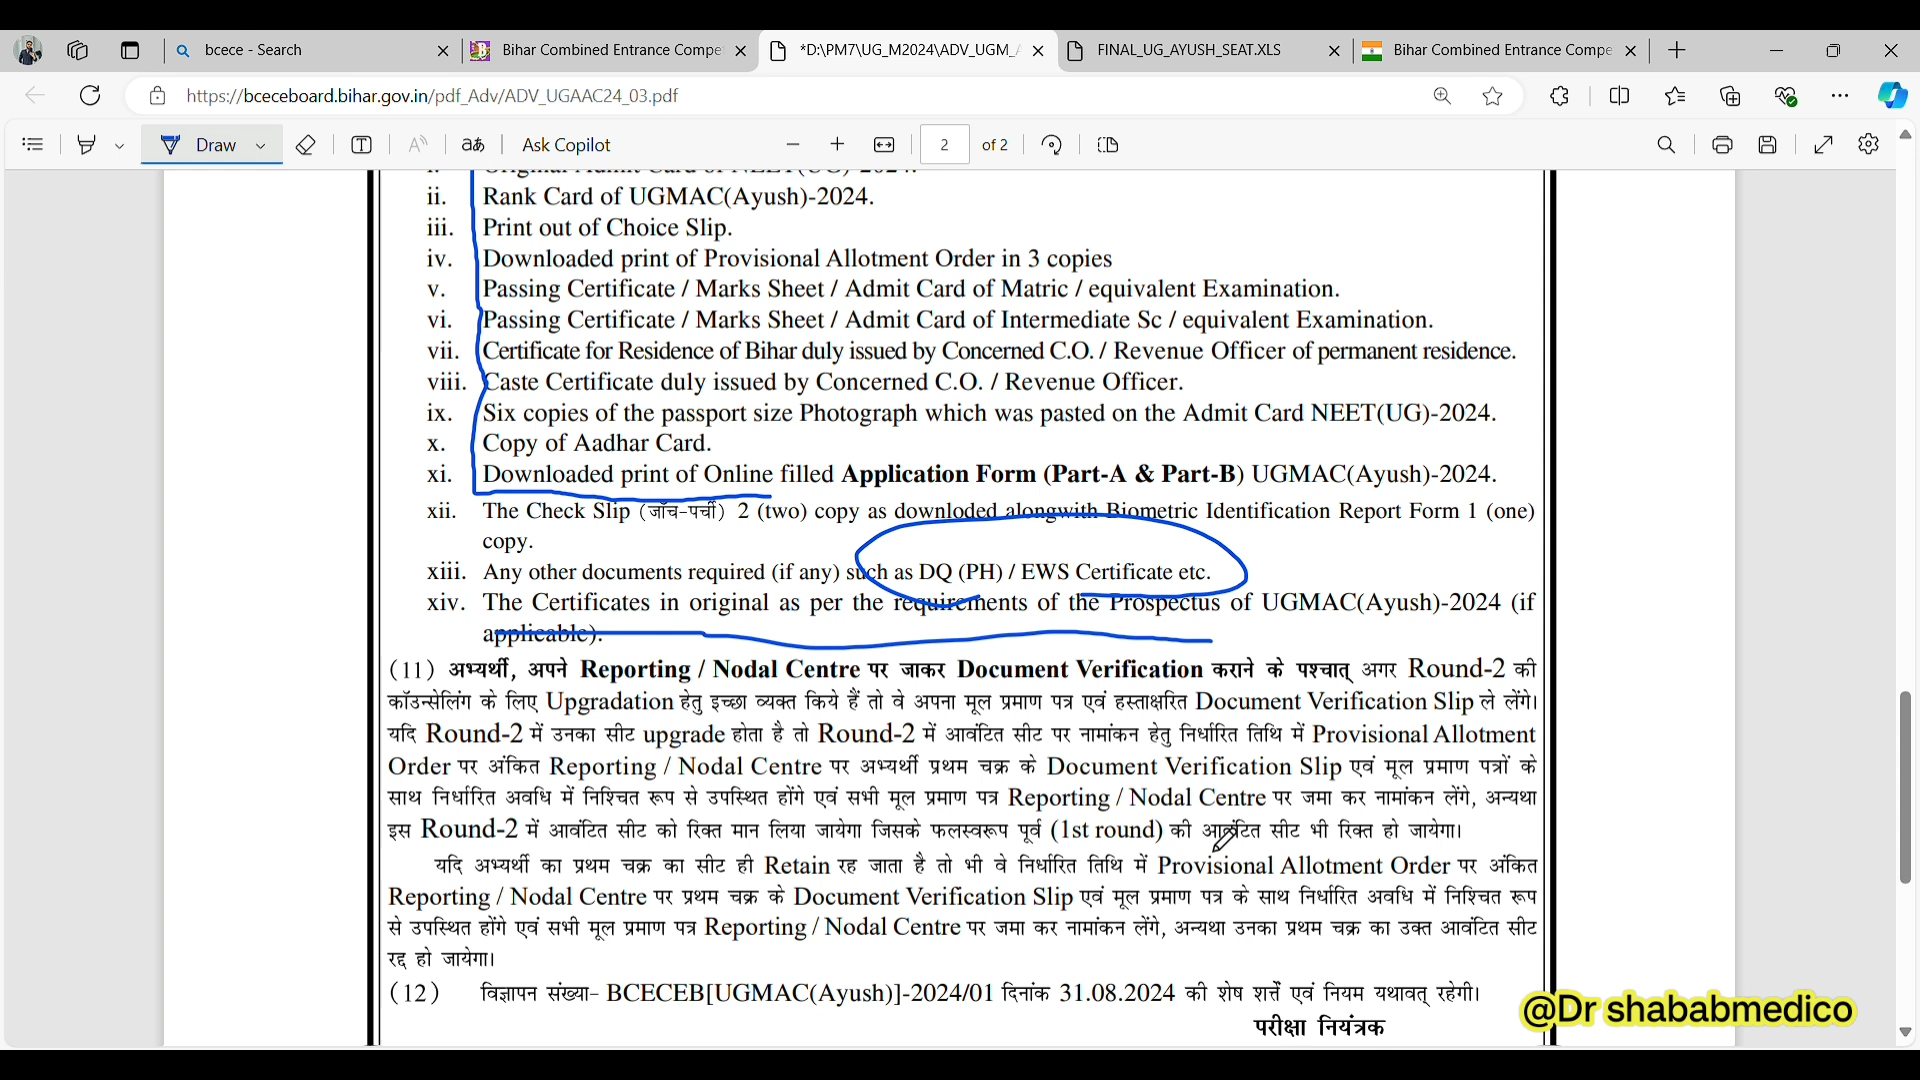 bcece - Search
Bihar Combined Entrance Compe
*D:\PM7\UG_M2024\ADV_UGM_A
FINAL_UG_AYUSH_SEAT.XLS
Bihar Combined Entrance Compe
https://bceceboard.bihar.gov.in/pdf_Adv/ADV_UGAAC24_03.pdf
Draw
Ask Copilot
2 of 2
i. Original Admit Card of NEET(UG)-2024.
ii. Rank Card of UGMAC(Ayush)-2024.
iii. Print out of Choice Slip.
iv. Downloaded print of Provisional Allotment Order in 3 copies
v. Passing Certificate / Marks Sheet / Admit Card of Matric / equivalent Examination.
vi. Passing Certificate / Marks Sheet / Admit Card of Intermediate Sc / equivalent Examination.
vii. Certificate for Residence of Bihar duly issued by Concerned C.O. / Revenue Officer of permanent residence.
viii. Caste Certificate duly issued by Concerned C.O. / Revenue Officer.
ix. Six copies of the passport size Photograph which was pasted on the Admit Card NEET(UG)-2024.
x. Copy of Aadhar Card.
xi. Downloaded print of Online filled Application Form (Part-A & Part-B) UGMAC(Ayush)-2024.
xii. The Check Slip (जाँच-पर्ची) 2 (two) copy as downloded alongwith Biometric Identification Report Form 1 (one)
copy.
xiii. Any other documents required (if any) such as DQ (PH) / EWS Certificate etc.
xiv. The Certificates in original as per the requirements of the Prospectus of UGMAC(Ayush)-2024 (if
applicable).
(11) अभ्यर्थी, अपने Reporting / Nodal Centre पर जाकर Document Verification कराने के पश्चात् अगर Round-2 की
कॉउन्सेलिंग के लिए Upgradation हेतु इच्छा व्यक्त किये हैं तो वे अपना मूल प्रमाण पत्र एवं हस्ताक्षरित Document Verification Slip ले लेंगे।
यदि Round-2 में उनका सीट upgrade होता है तो Round-2 में आवंटित सीट पर नामांकन हेतु निर्धारित तिथि में Provisional Allotment
Order पर अंकित Reporting / Nodal Centre पर अभ्यर्थी प्रथम चक्र के Document Verification Slip एवं मूल प्रमाण पत्रों के
साथ निर्धारित अवधि में निश्चित रूप से उपस्थित होंगे एवं सभी मूल प्रमाण पत्र Reporting / Nodal Centre पर जमा कर नामांकन लेंगे, अन्यथा
इस Round-2 में आवंटित सीट को रिक्त मान लिया जायेगा जिसके फलस्वरूप पूर्व (1st round) की आवंटित सीट भी रिक्त हो जायेगा।
यदि अभ्यर्थी का प्रथम चक्र का सीट ही Retain रह जाता है तो भी वे निर्धारित तिथि में Provisional Allotment Order पर अंकित
Reporting / Nodal Centre पर प्रथम चक्र के Document Verification Slip एवं मूल प्रमाण पत्र के साथ निर्धारित अवधि में निश्चित रूप
से उपस्थित होंगे एवं सभी मूल प्रमाण पत्र Reporting / Nodal Centre पर जमा कर नामांकन लेंगे, अन्यथा उनका प्रथम चक्र का उक्त आवंटित सीट
रद्द हो जायेगा।
(12) विज्ञापन संख्या- BCECEB[UGMAC(Ayush)]-2024/01 दिनांक 31.08.2024 की शेष शर्त्तें एवं नियम यथावत् रहेगी।
परीक्षा नियंत्रक
@Dr shababmedico